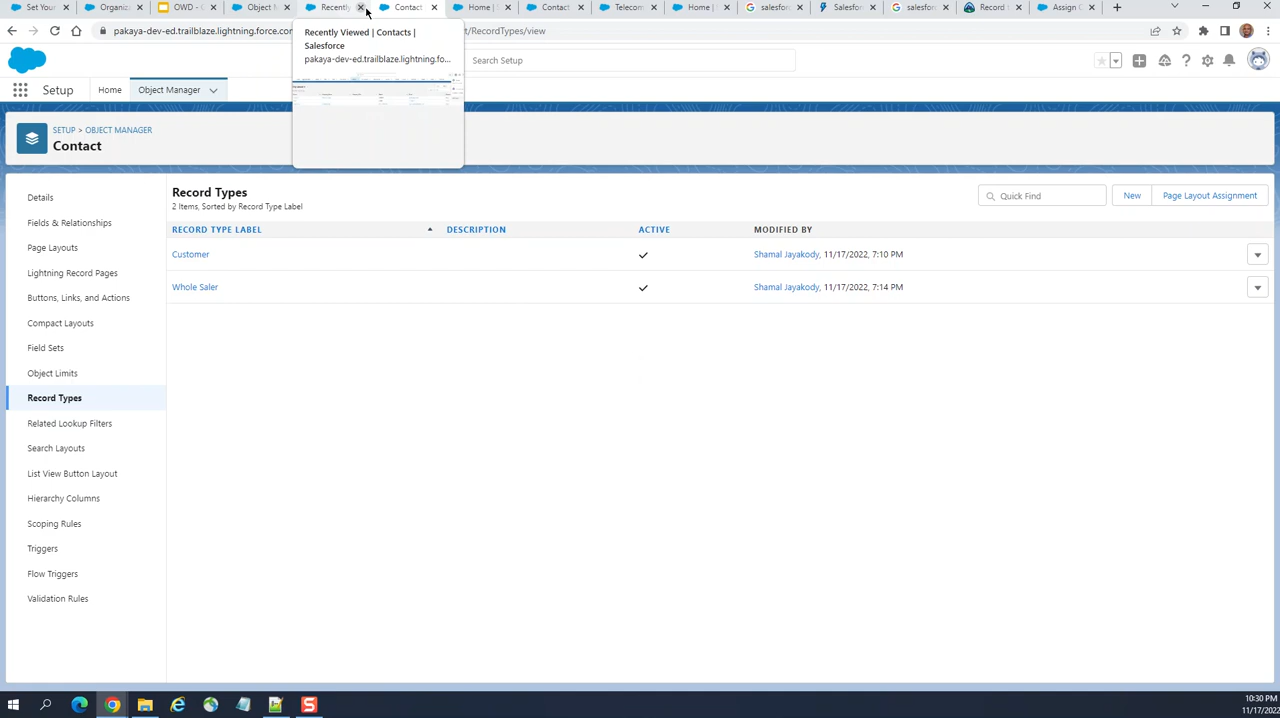 Set Your
Organiz
OWD -
Object M
Recently
Contact
Home | S
Contact
Telecom
Home |
salesfor
Salesfo
salesfor
Record t
Assign C
pakaya-dev-ed.trailblaze.lightning.force.co
t/RecordTypes/view
Recently Viewed | Contacts |
Salesforce
pakaya-dev-ed.trailblaze.lightning.fo...
Search Setup
Setup
Home
Object Manager
SETUP > OBJECT MANAGER
Contact
Details
Fields & Relationships
Page Layouts
Lightning Record Pages
Buttons, Links, and Actions
Compact Layouts
Field Sets
Object Limits
Record Types
Related Lookup Filters
Search Layouts
List View Button Layout
Hierarchy Columns
Scoping Rules
Triggers
Flow Triggers
Validation Rules
Record Types
2 Items, Sorted by Record Type Label
Quick Find
New
Page Layout Assignment
RECORD TYPE LABEL DESCRIPTION ACTIVE MODIFIED BY
Customer Shamal Jayakody, 11/17/2022, 7:10 PM
Whole Saler Shamal Jayakody, 11/17/2022, 7:14 PM
10:30 PM
11/17/2022